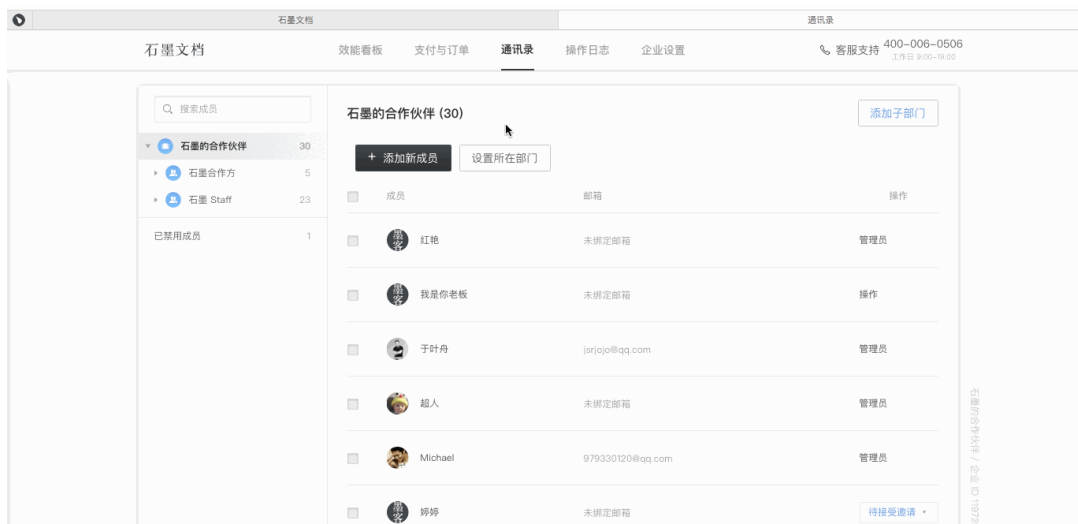 石墨文档 通讯录
石墨文档 效能看板 支付与订单 通讯录 操作日志 企业设置 客服支持 400-006-0506
工作日 9:00-19:00
搜索成员
石墨的合作伙伴 30
石墨合作方 5
石墨 Staff 23
已禁用成员 1
石墨的合作伙伴 (30) 添加子部门
+ 添加新成员 设置所在部门
成员 邮箱 操作
墨客 红艳 未绑定邮箱 管理员
墨客 我是你老板 未绑定邮箱 操作
于叶舟 jsrjojo@qq.com 管理员
超人 未绑定邮箱 管理员
Michael 979330120@qq.com 管理员
墨客 婷婷 未绑定邮箱 待接受邀请
石墨的合作伙伴 / 企业 ID 11972